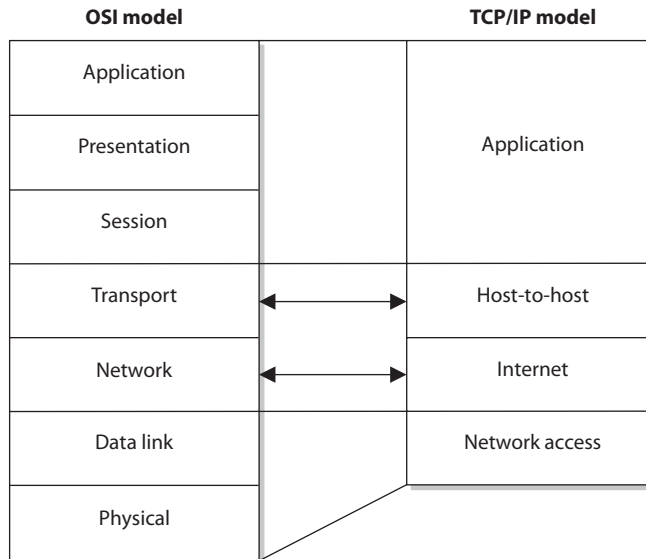 OSI model
TCP/IP model
Application
Presentation
Application
Session
Transport
Host-to-host
Network
Internet
Data link
Network access
Physical